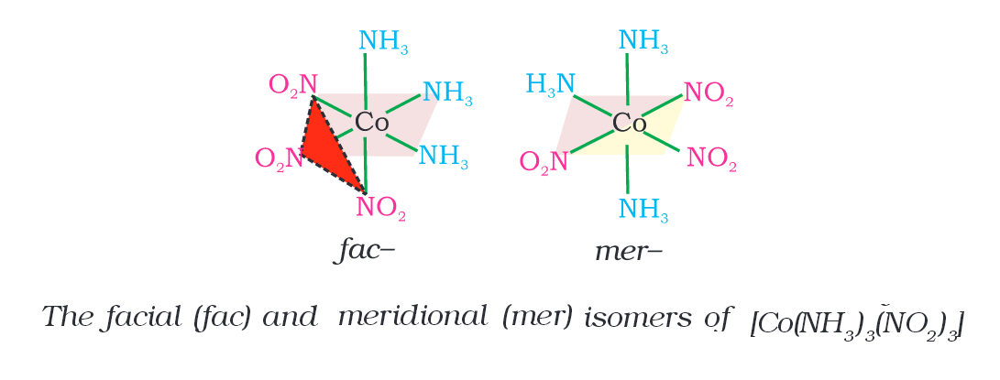 NH₃ NH₃
O₂N NH₃ H₃N NO₂
Co Co
O₂N NH₃ O₂N NO₂
NO₂ NH₃
fac– mer–
The facial (fac) and meridional (mer) isomers of [Co(NH₃)₃(NO₂)₃]